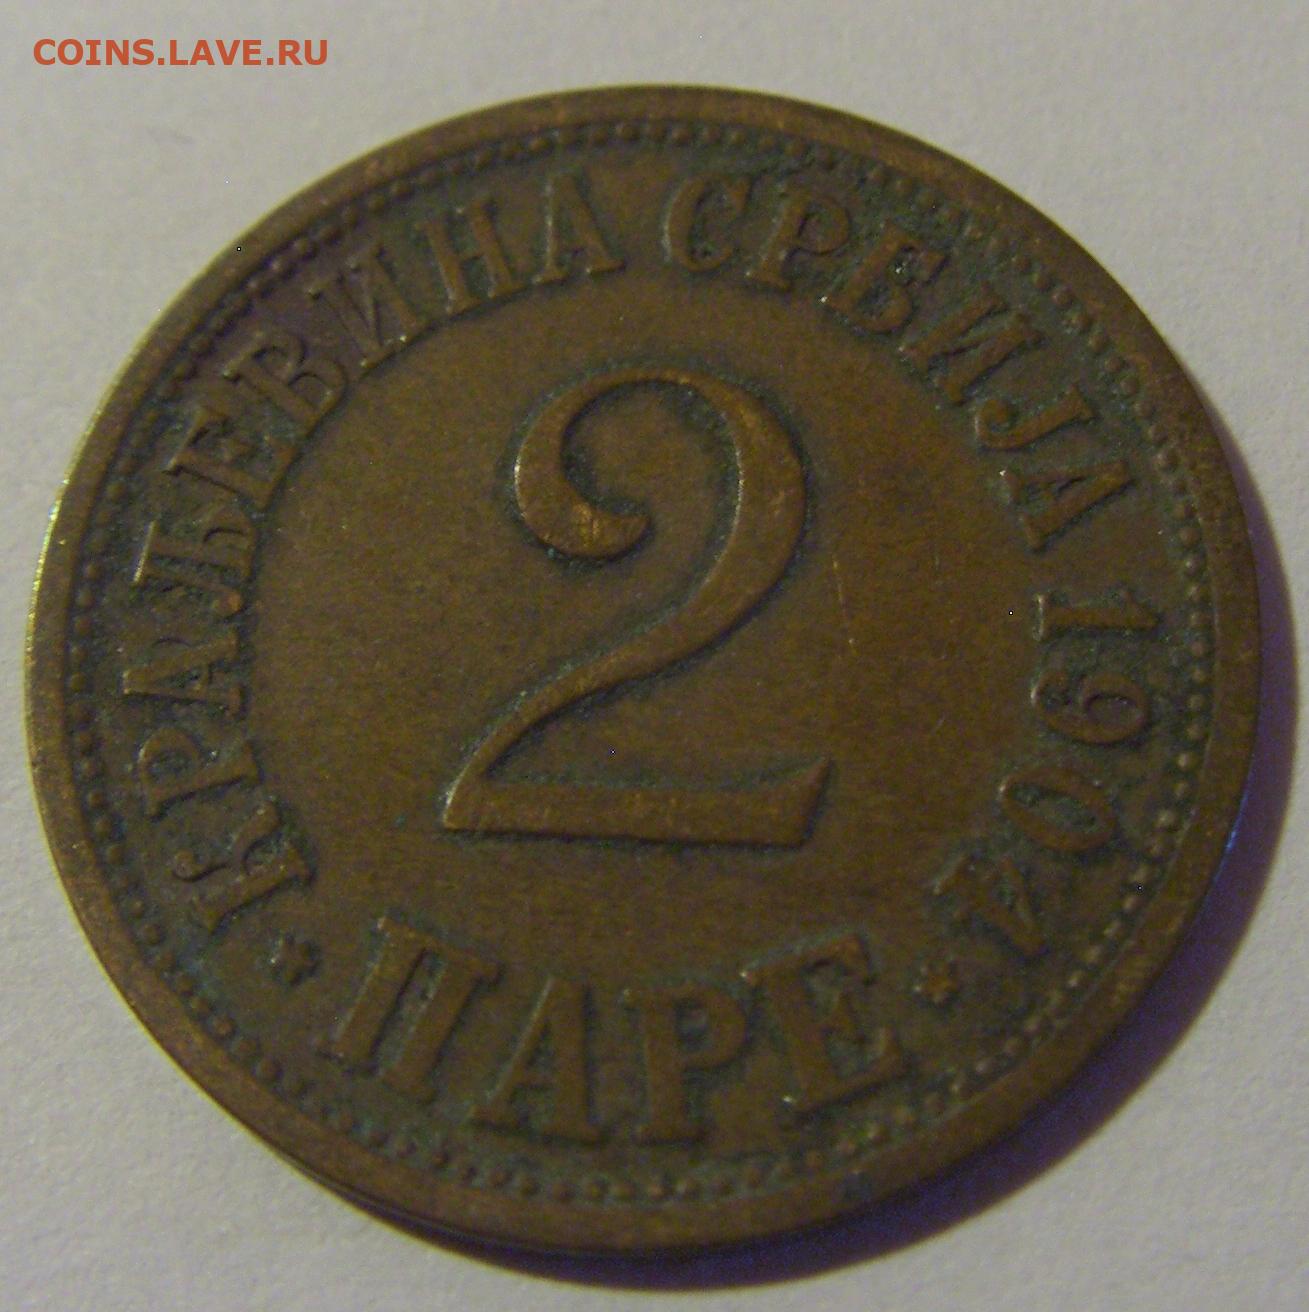 COINS.LAVE.RU
КРАЉЕВИНА СРБИЈА 1904
2
ПАРЕ